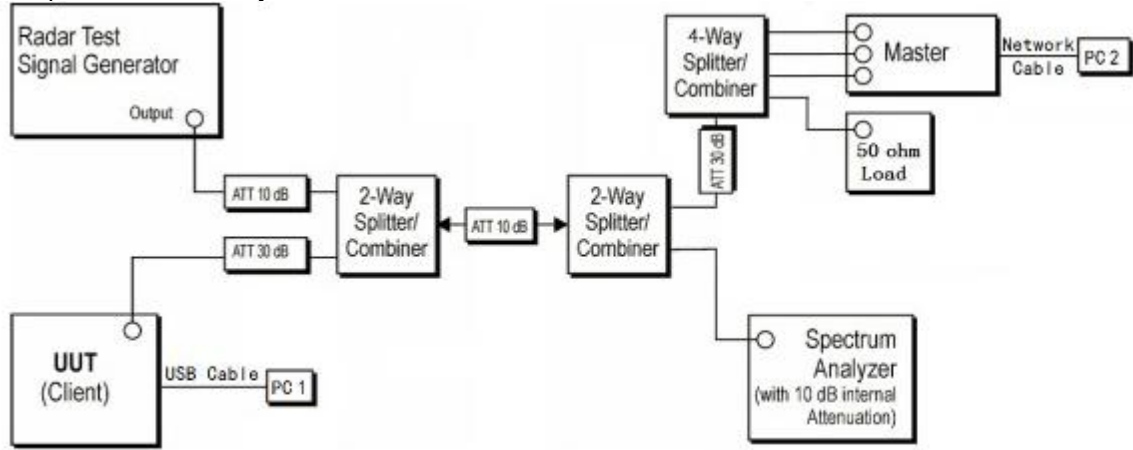 Radar Test
Signal Generator
Output
ATT 10 dB
2-Way
Splitter/
Combiner
ATT 30 dB
ATT 10 dB
2-Way
Splitter/
Combiner
ATT 30 dB
4-Way
Splitter/
Combiner
Master
Network
Cable
PC 2
50 ohm
Load
UUT
(Client)
USB Cable
PC 1
Spectrum
Analyzer
(with 10 dB internal
Attenuation)